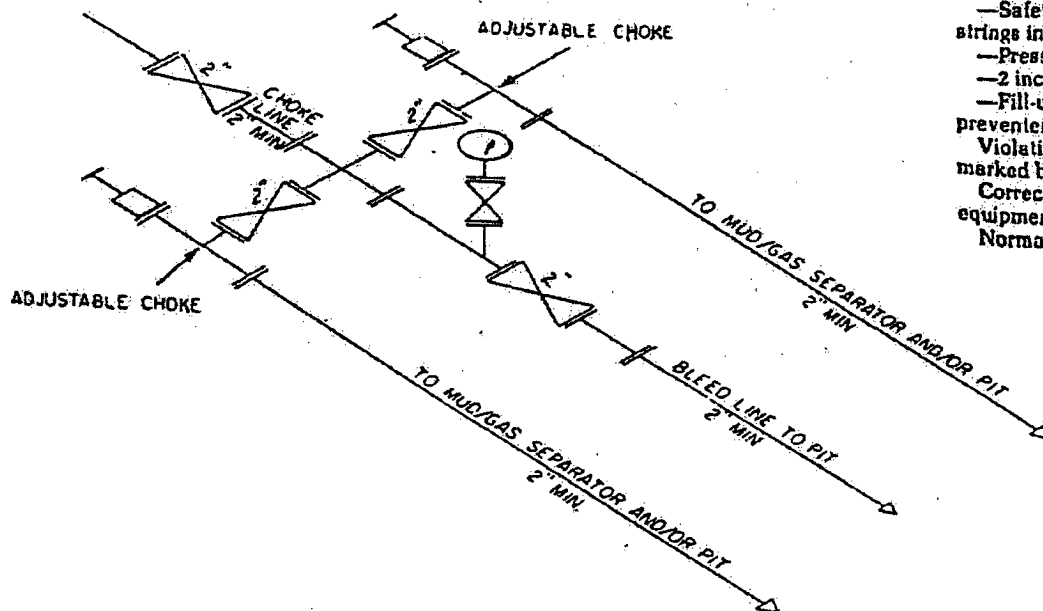 ADJUSTABLE CHOKE
2"
CHOKE
LINE
2" MIN
2"
P
2"
ADJUSTABLE CHOKE
2"
TO MUD/GAS SEPARATOR AND/OR PIT
2" MIN
BLEED LINE TO PIT
2" MIN
TO MUD/GAS SEPARATOR AND/OR PIT
2" MIN.
—Safe
strings in
—Press
—2 inc
—Fill-u
prevente
Violati
marked b
Correc
equipmen
Norma